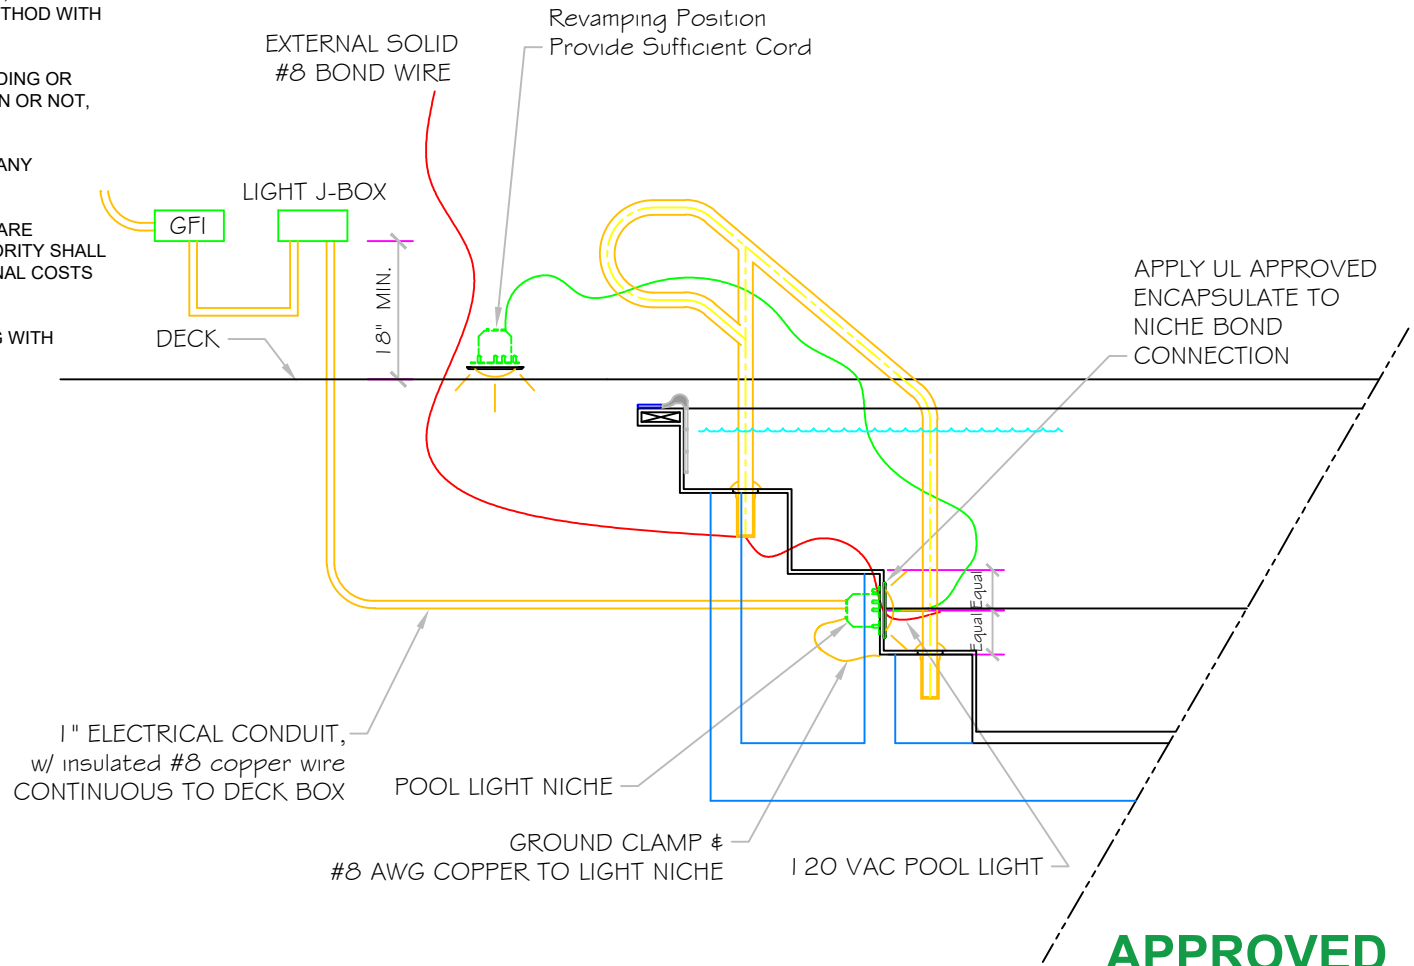 THOD WITH
DING OR
N OR NOT,
ANY
ARE
ORITY SHALL
NAL COSTS
G WITH
EXTERNAL SOLID
#8 BOND WIRE
Revamping Position
Provide Sufficient Cord
LIGHT J-BOX
GFI
18" MIN.
DECK
APPLY UL APPROVED
ENCAPSULATE TO
NICHE BOND
CONNECTION
Equal
Equal
1" ELECTRICAL CONDUIT,
w/ insulated #8 copper wire
CONTINUOUS TO DECK BOX
POOL LIGHT NICHE
GROUND CLAMP &
#8 AWG COPPER TO LIGHT NICHE
120 VAC POOL LIGHT
APPROVED